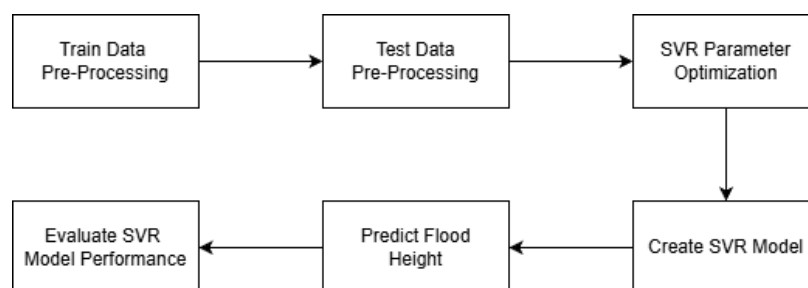 Train Data
Pre-Processing
Test Data
Pre-Processing
SVR Parameter
Optimization
Create SVR Model
Predict Flood
Height
Evaluate SVR
Model Performance